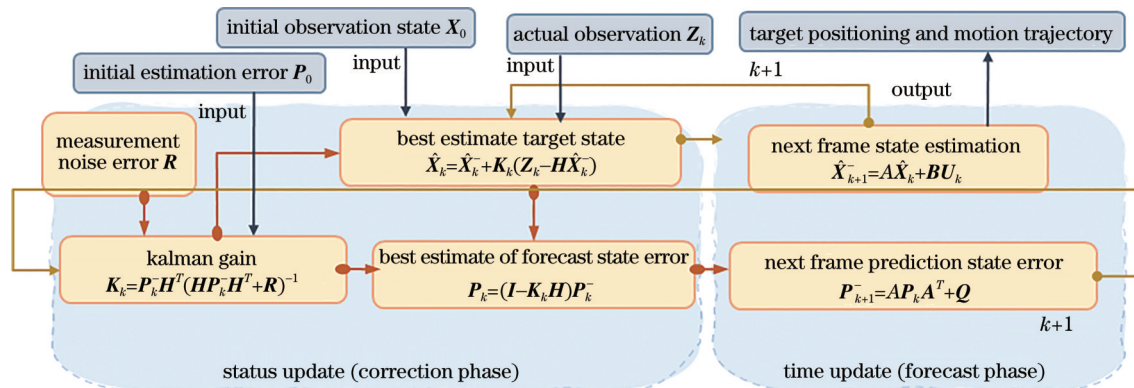 initial observation state X₀
actual observation Zₖ
target positioning and motion trajectory
initial estimation error P₀
input
input
k+1
output
input
measurement
noise error R
best estimate target state
X̂ₖ=X̂ₖ⁻+Kₖ(Zₖ−HX̂ₖ⁻)
next frame state estimation
X̂ₖ₊₁⁻=AX̂ₖ+BUₖ
kalman gain
Kₖ=Pₖ⁻Hᵀ(HPₖ⁻Hᵀ+R)⁻¹
best estimate of forecast state error
Pₖ=(I−KₖH)Pₖ⁻
next frame prediction state error
Pₖ₊₁⁻=APₖAᵀ+Q
k+1
status update (correction phase)
time update (forecast phase)